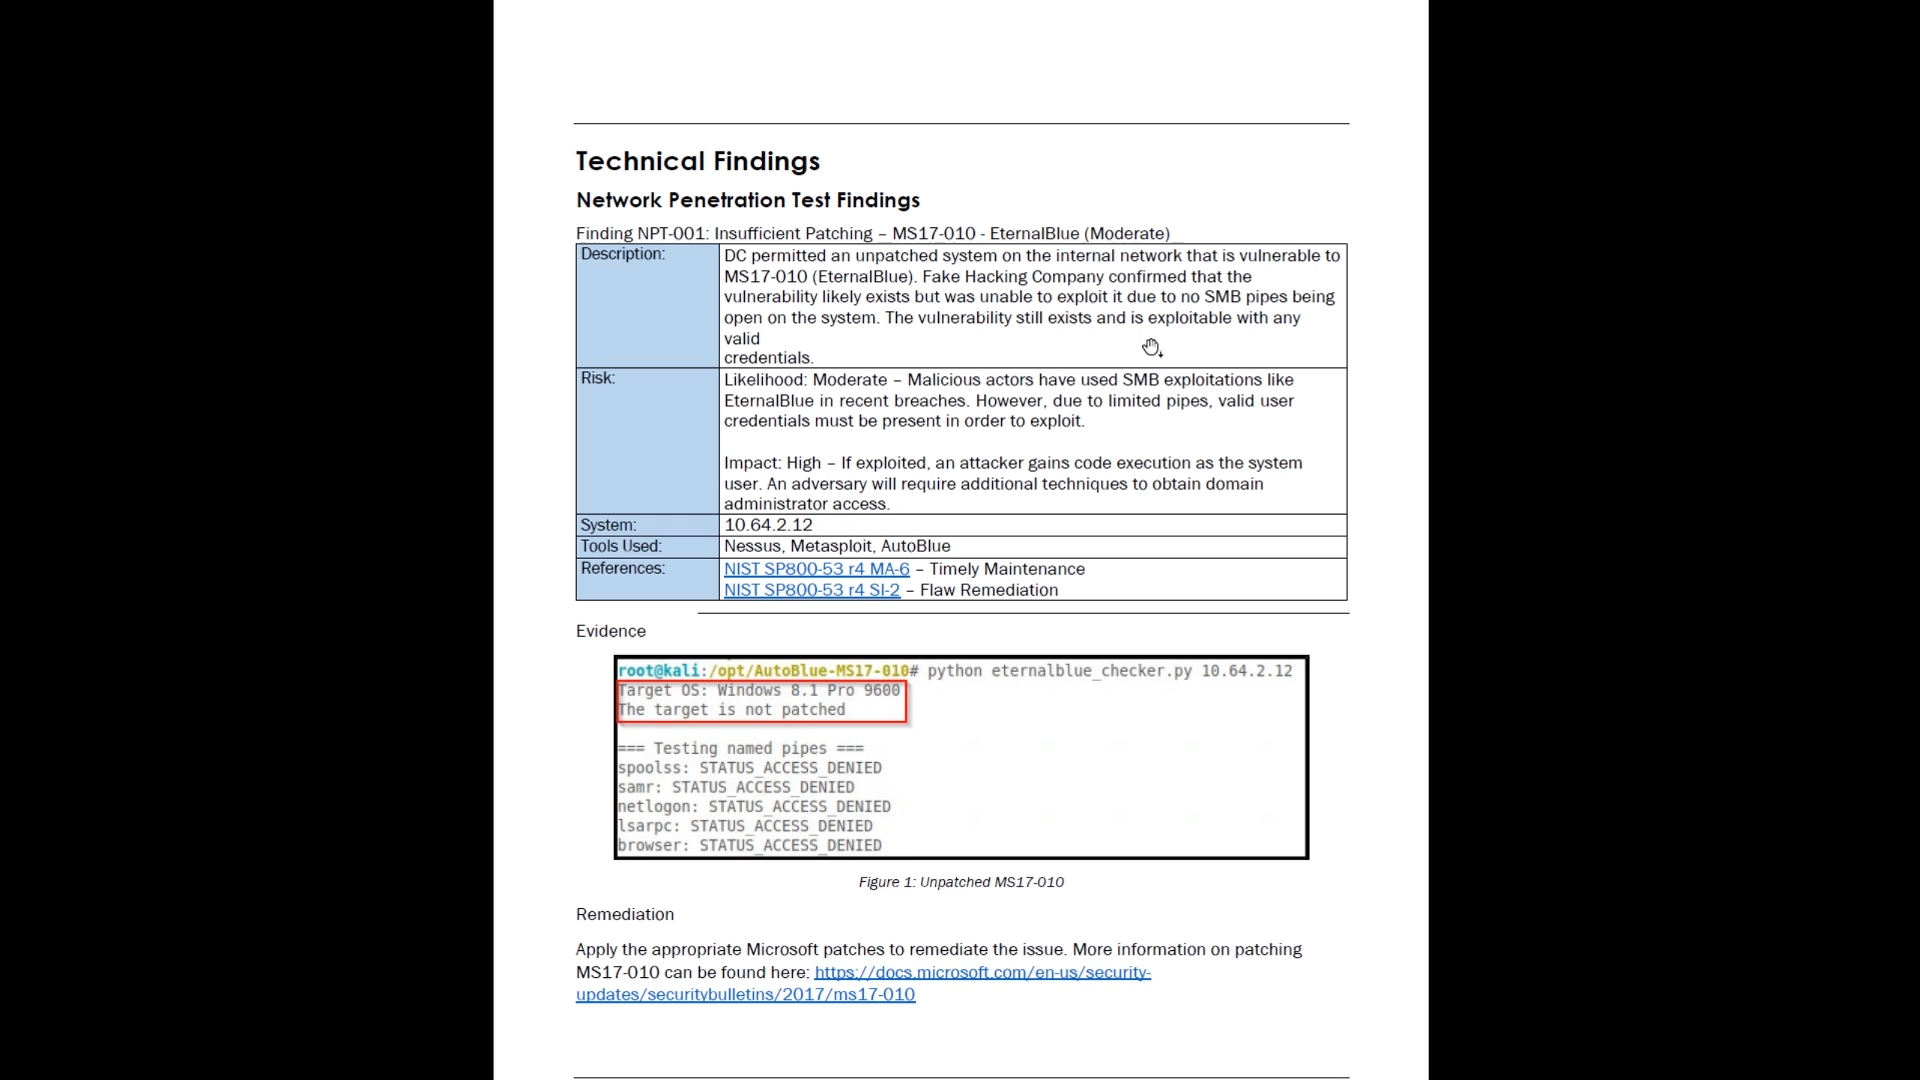 Technical Findings
Network Penetration Test Findings
Finding NPT-001: Insufficient Patching – MS17-010 - EternalBlue (Moderate)
Description:
DC permitted an unpatched system on the internal network that is vulnerable to
MS17-010 (EternalBlue). Fake Hacking Company confirmed that the
vulnerability likely exists but was unable to exploit it due to no SMB pipes being
open on the system. The vulnerability still exists and is exploitable with any
valid
credentials.
Risk:
Likelihood: Moderate – Malicious actors have used SMB exploitations like
EternalBlue in recent breaches. However, due to limited pipes, valid user
credentials must be present in order to exploit.
Impact: High – If exploited, an attacker gains code execution as the system
user. An adversary will require additional techniques to obtain domain
administrator access.
System:
10.64.2.12
Tools Used:
Nessus, Metasploit, AutoBlue
References:
NIST SP800-53 r4 MA-6 – Timely Maintenance
NIST SP800-53 r4 SI-2 – Flaw Remediation
Evidence
root@kali:/opt/AutoBlue-MS17-010# python eternalblue_checker.py 10.64.2.12
Target OS: Windows 8.1 Pro 9600
The target is not patched
=== Testing named pipes ===
spoolss: STATUS_ACCESS_DENIED
samr: STATUS_ACCESS_DENIED
netlogon: STATUS_ACCESS_DENIED
lsarpc: STATUS_ACCESS_DENIED
browser: STATUS_ACCESS_DENIED
Figure 1: Unpatched MS17-010
Remediation
Apply the appropriate Microsoft patches to remediate the issue. More information on patching
MS17-010 can be found here: https://docs.microsoft.com/en-us/security-
updates/securitybulletins/2017/ms17-010